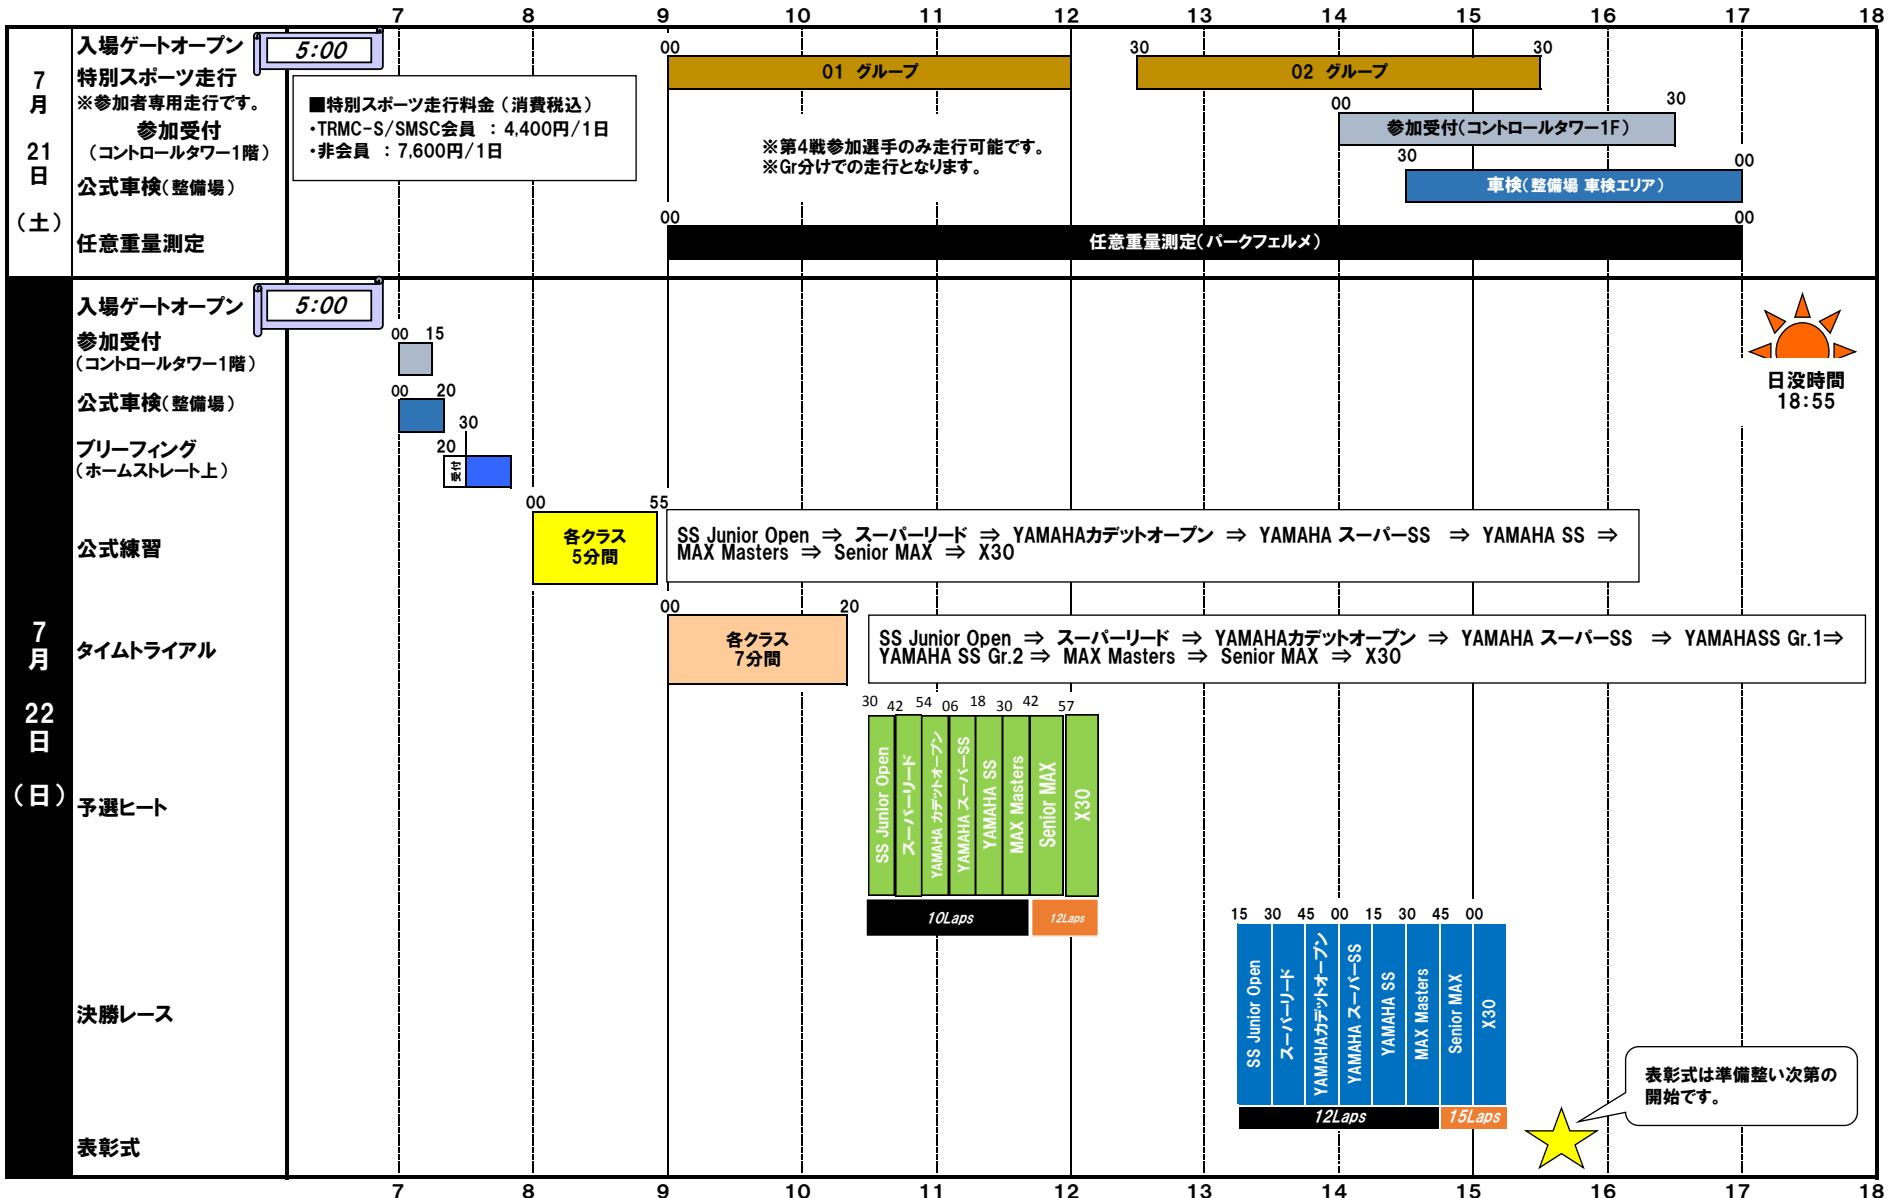 7 8 9 10 11 12 13 14 15 16 17 18
7
月
21
日
(土)
入場ゲートオープン
5:00
特別スポーツ走行
※参加者専用走行です。
参加受付
(コントロールタワー1階)
公式車検(整備場)
任意重量測定
■特別スポーツ走行料金(消費税込)
・TRMC-S/SMSC会員 : 4,400円/1日
・非会員 : 7,600円/1日
00
01 グループ
30 30
02 グループ
※第4戦参加選手のみ走行可能です。
※Gr分けでの走行となります。
00 30
参加受付(コントロールタワー1F)
30 00
車検(整備場 車検エリア)
00 00
任意重量測定(パークフェルメ)
7
月
22
日
(日)
入場ゲートオープン
5:00
参加受付
(コントロールタワー1階)
00 15
公式車検(整備場)
00 20
ブリーフィング
(ホームストレート上)
30
20
受付
日没時間
18:55
公式練習
00 55
各クラス
5分間
SS Junior Open ⇒ スーパーリード ⇒ YAMAHAカデットオープン ⇒ YAMAHA スーパーSS ⇒ YAMAHA SS ⇒
MAX Masters ⇒ Senior MAX ⇒ X30
タイムトライアル
00 20
各クラス
7分間
SS Junior Open ⇒ スーパーリード ⇒ YAMAHAカデットオープン ⇒ YAMAHA スーパーSS ⇒ YAMAHASS Gr.1⇒
YAMAHA SS Gr.2 ⇒ MAX Masters ⇒ Senior MAX ⇒ X30
予選ヒート
30 42 54 06 18 30 42 57
SS Junior Open
スーパーリード
YAMAHA カデットオープン
YAMAHA スーパーSS
YAMAHA SS
MAX Masters
Senior MAX
X30
10Laps
12Laps
決勝レース
15 30 45 00 15 30 45 00
SS Junior Open
スーパーリード
YAMAHAカデットオープン
YAMAHA スーパーSS
YAMAHA SS
MAX Masters
Senior MAX
X30
12Laps
15Laps
表彰式
表彰式は準備整い次第の
開始です。
7 8 9 10 11 12 13 14 15 16 17 18